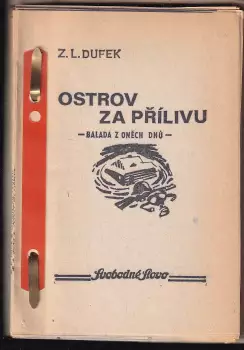 Z. L. DUFEK
OSTROV
ZA PŘÍLIVU
— BALADA Z ONĚCH DNŮ —
Svobodné slovo